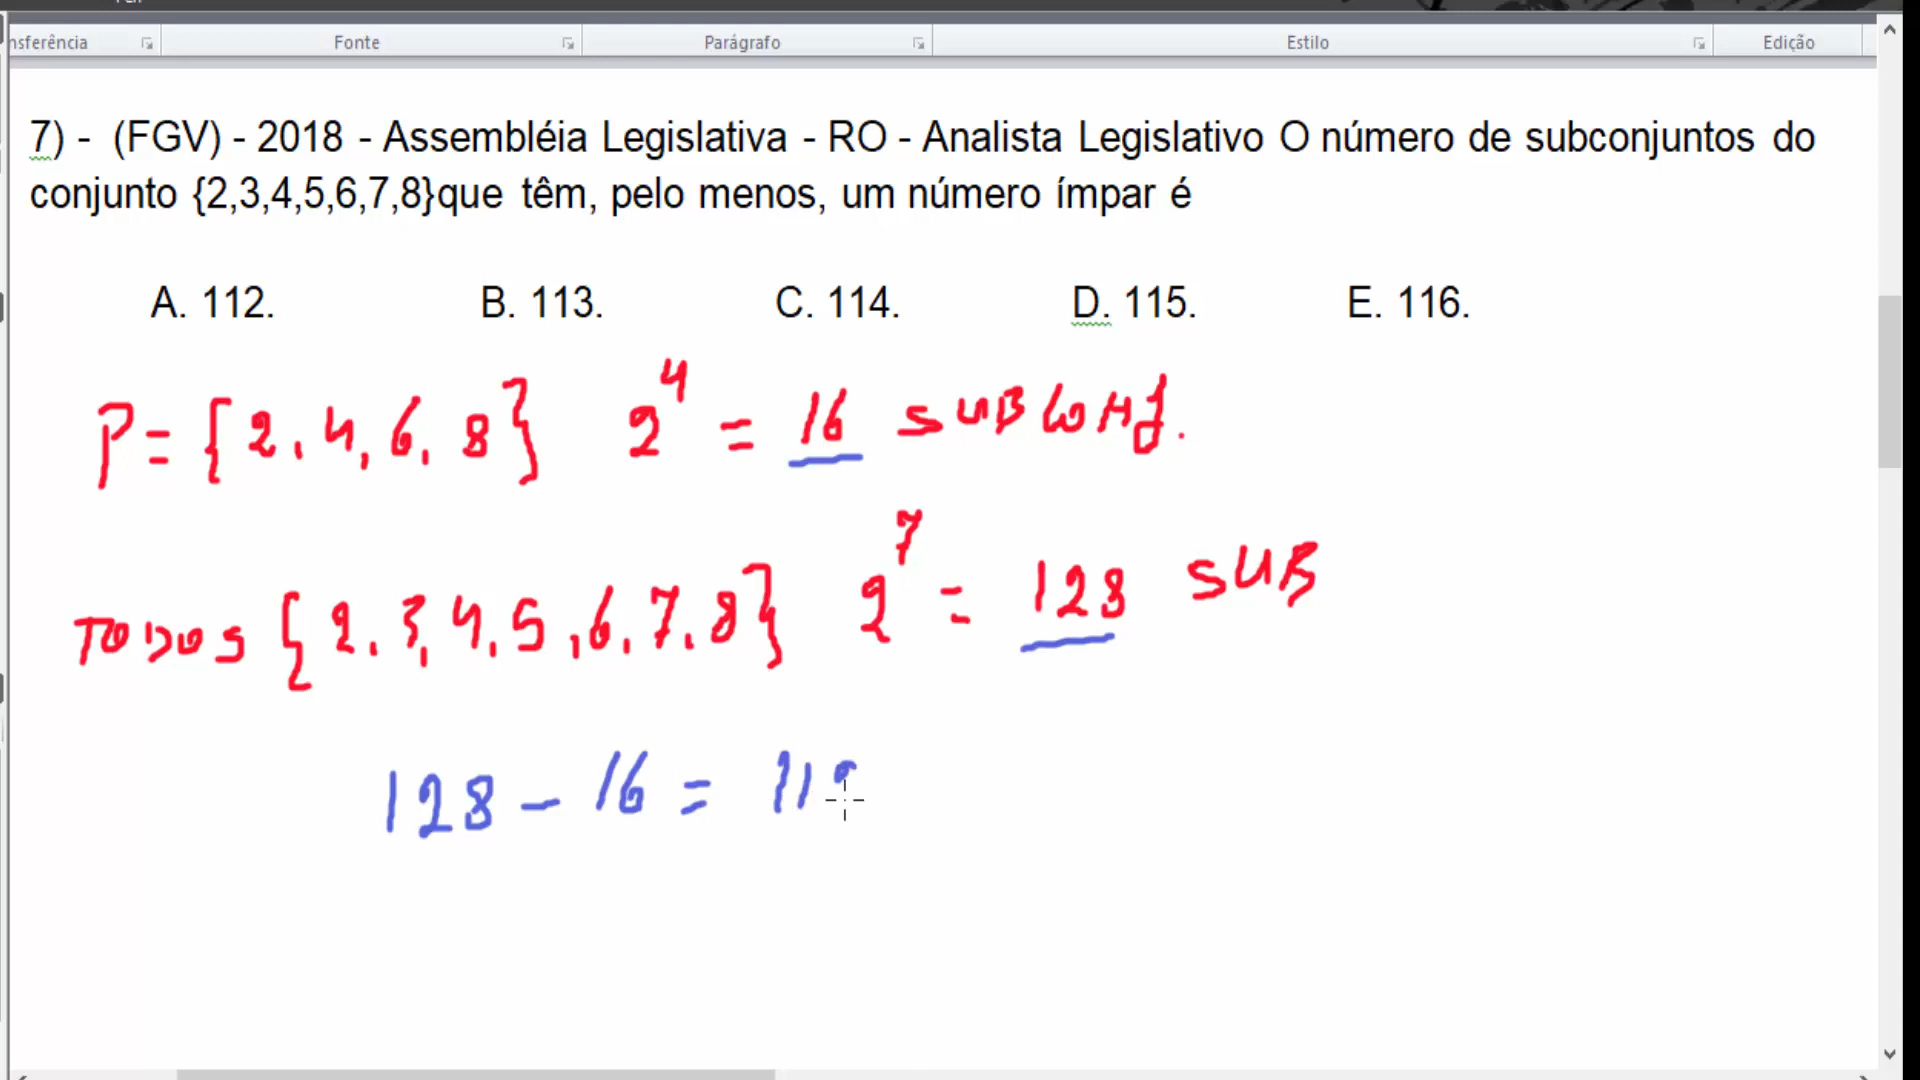 nsferência Fonte Parágrafo Estilo Edição
7) - (FGV) - 2018 - Assembléia Legislativa - RO - Analista Legislativo O número de subconjuntos do
conjunto {2,3,4,5,6,7,8}que têm, pelo menos, um número ímpar é
A. 112. B. 113. C. 114. D. 115. E. 116.
P = {2, 4, 6, 8} 2⁴ = 16 SUBCONJ.
TODOS {2, 3, 4, 5, 6, 7, 8} 2⁷ = 128 SUB
128 - 16 = 11